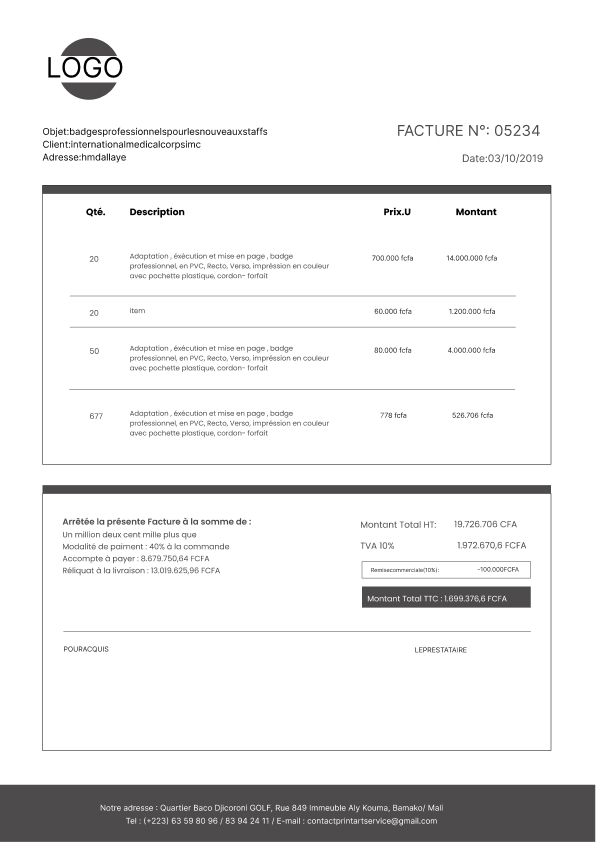 LOGO
Objet:badgesprofessionnelspourlesnouveauxstaffs
Client:internationalmedicalcorpsimc
Adresse:hmdallaye
FACTURE N°: 05234
Date:03/10/2019
Qté. Description Prix.U Montant
20 Adaptation , éxécution et mise en page , badge 700.000 fcfa 14.000.000 fcfa
professionnel, en PVC, Recto, Verso, impréssion en couleur
avec pochette plastique, cordon- forfait
20 Item 60.000 fcfa 1.200.000 fcfa
50 Adaptation , éxécution et mise en page , badge 80.000 fcfa 4.000.000 fcfa
professionnel, en PVC, Recto, Verso, impréssion en couleur
avec pochette plastique, cordon- forfait
677 Adaptation , éxécution et mise en page , badge 778 fcfa 526.706 fcfa
professionnel, en PVC, Recto, Verso, impréssion en couleur
avec pochette plastique, cordon- forfait
Arrêtée la présente Facture à la somme de :
Un million deux cent mille plus que
Modalité de paiment : 40% à la commande
Accompte à payer : 8.679.750,64 FCFA
Réliquat à la livraison : 13.019.625,96 FCFA
Montant Total HT: 19.726.706 CFA
TVA 10% 1.972.670,6 FCFA
Remisecommerciale(10%): -100.000FCFA
Montant Total TTC : 1.699.376,6 FCFA
POURACQUIS LEPRESTATAIRE
Notre adresse : Quartier Baco Djicoroni GOLF, Rue 849 Immeuble Aly Kouma, Bamako/ Mali
Tel : (+223) 63 59 80 96 / 83 94 24 11 / E-mail : contactprintartservice@gmail.com